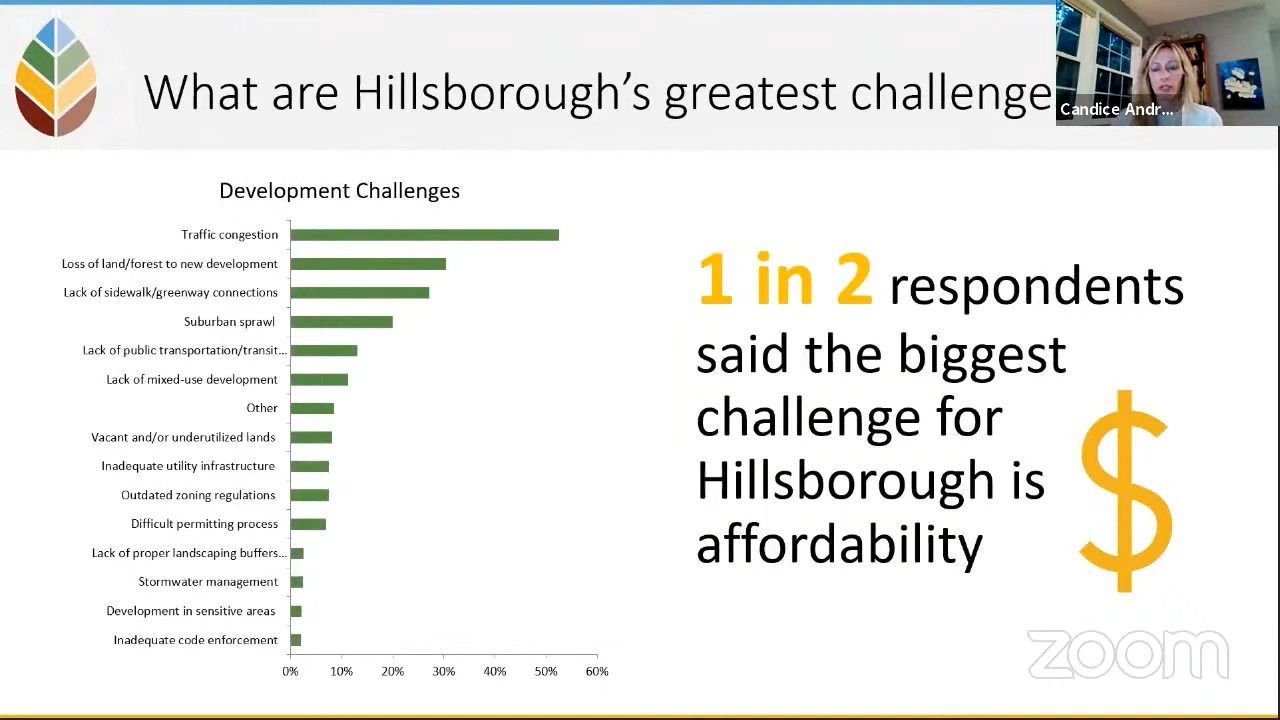 What are Hillsborough's greatest challenge
Candice Andr...
Development Challenges
Traffic congestion
Loss of land/forest to new development
Lack of sidewalk/greenway connections
Suburban sprawl
Lack of public transportation/transit...
Lack of mixed-use development
Other
Vacant and/or underutilized lands
Inadequate utility infrastructure
Outdated zoning regulations
Difficult permitting process
Lack of proper landscaping buffers...
Stormwater management
Development in sensitive areas
Inadequate code enforcement
0% 10% 20% 30% 40% 50% 60%
1 in 2 respondents
said the biggest
challenge for
Hillsborough is
affordability
$
zoom